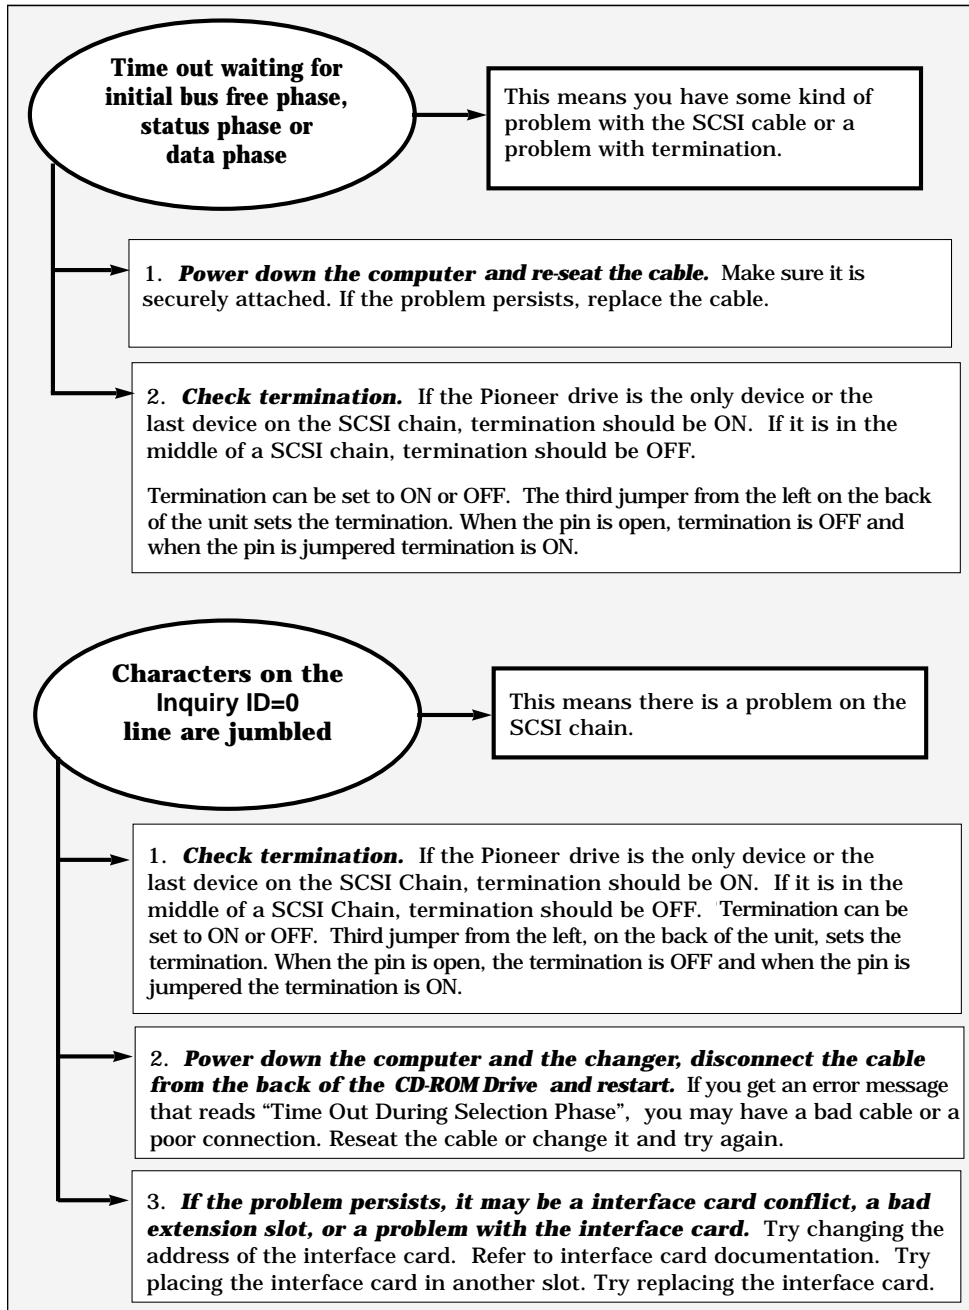 Time out waiting for
initial bus free phase,
status phase or
data phase
This means you have some kind of
problem with the SCSI cable or a
problem with termination.
1. Power down the computer and re-seat the cable. Make sure it is
securely attached. If the problem persists, replace the cable.
2. Check termination. If the Pioneer drive is the only device or the
last device on the SCSI chain, termination should be ON. If it is in the
middle of a SCSI chain, termination should be OFF.
Termination can be set to ON or OFF. The third jumper from the left on the back
of the unit sets the termination. When the pin is open, termination is OFF and
when the pin is jumpered termination is ON.
Characters on the
Inquiry ID=0
line are jumbled
This means there is a problem on the
SCSI chain.
1. Check termination. If the Pioneer drive is the only device or the
last device on the SCSI Chain, termination should be ON. If it is in the
middle of a SCSI Chain, termination should be OFF. Termination can be
set to ON or OFF. Third jumper from the left, on the back of the unit, sets the
termination. When the pin is open, the termination is OFF and when the pin is
jumpered the termination is ON.
2. Power down the computer and the changer, disconnect the cable
from the back of the CD-ROM Drive and restart. If you get an error message
that reads “Time Out During Selection Phase”, you may have a bad cable or a
poor connection. Reseat the cable or change it and try again.
3. If the problem persists, it may be a interface card conflict, a bad
extension slot, or a problem with the interface card. Try changing the
address of the interface card. Refer to interface card documentation. Try
placing the interface card in another slot. Try replacing the interface card.